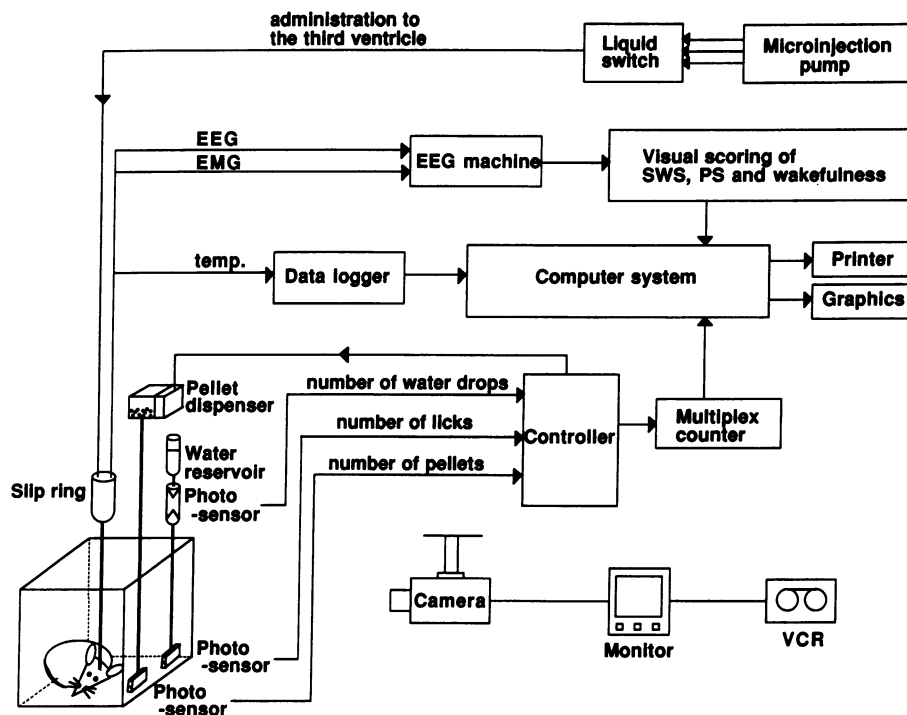 administration to
the third ventricle
Liquid
switch
Microinjection
pump
EEG
EMG
EEG machine
Visual scoring of
SWS, PS and wakefulness
temp.
Data logger
Computer system
Printer
Graphics
Pellet
dispenser
number of water drops
number of licks
number of pellets
Controller
Multiplex
counter
Water
reservoir
Slip ring
Photo
-sensor
Camera
Monitor
VCR
Photo
-sensor
Photo
-sensor